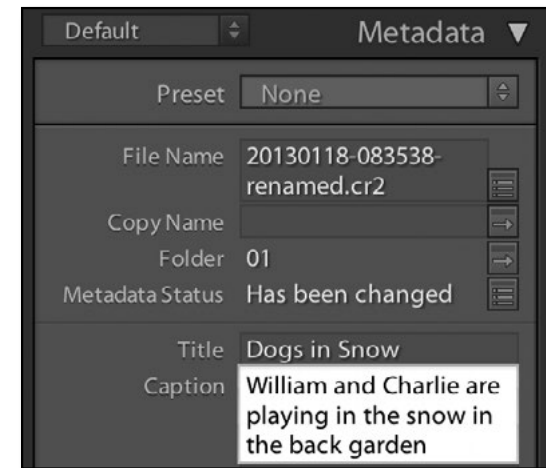 Default Metadata
Preset None
File Name 20130118-083538-
renamed.cr2
Copy Name
Folder 01
Metadata Status Has been changed
Title Dogs in Snow
Caption William and Charlie are
playing in the snow in
the back garden